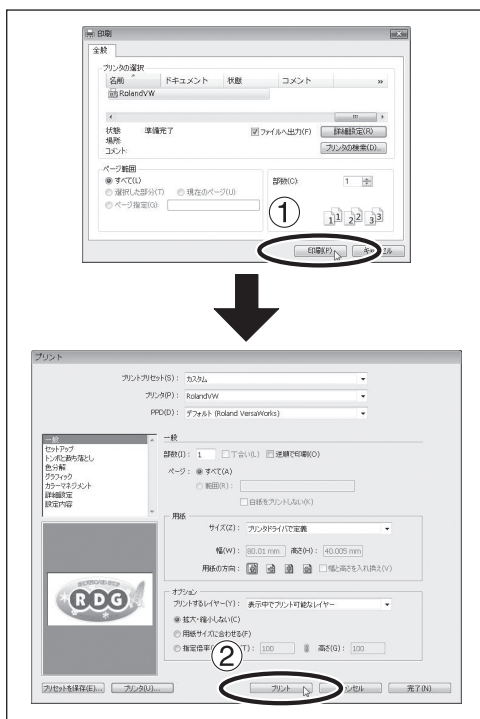 印刷
全般
プリンタの選択
名前 ドキュメント 状態 コメント »
RolandVW
状態: 準備完了
場所:
コメント:
ファイルへ出力(F) 詳細設定(R)
プリンタの検索(D)...
ページ範囲
すべて(L)
選択した部分(T) 現在のページ(U)
ページ指定(G):
部数(C): 1
1 1 2 2 3 3
①
印刷(P)
プリント
プリントプリセット(S): カスタム
プリンタ(P): RolandVW
PPD(D): デフォルト (Roland VersaWorks)
一般
セットアップ
トンボと裁ち落とし
色分解
グラフィック
カラーマネジメント
詳細設定
設定内容
一般
部数(I): 1 丁合い(L) 逆順で印刷(O)
ページ: すべて(A)
範囲(R):
白紙をプリントしない(K)
用紙
サイズ(Z): プリンタドライバで定義
幅(W): 80.01 mm 高さ(H): 40.005 mm
用紙の方向: 幅と高さを入れ換え(V)
オプション
プリントするレイヤー(Y): 表示中でプリント可能なレイヤー
拡大・縮小しない(C)
用紙サイズに合わせる(F)
指定倍率 T): 100 高さ(G): 100
RDG
②
プリセットを保存(E)... プリンタ(U)... プリント 完了(N)